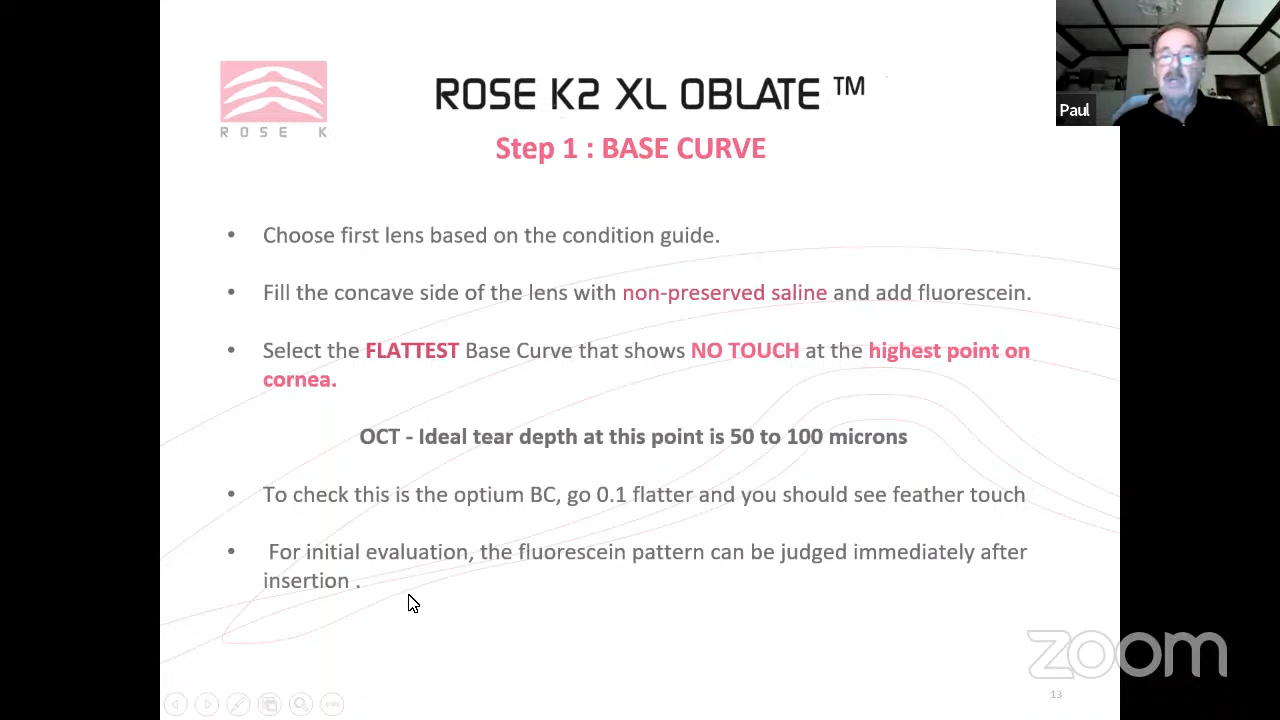 ROSE K
ROSE K2 XL OBLATE ™
Paul
Step 1 : BASE CURVE
• Choose first lens based on the condition guide.
• Fill the concave side of the lens with non-preserved saline and add fluorescein.
• Select the FLATTEST Base Curve that shows NO TOUCH at the highest point on
cornea.
OCT - Ideal tear depth at this point is 50 to 100 microns
• To check this is the optium BC, go 0.1 flatter and you should see feather touch
• For initial evaluation, the fluorescein pattern can be judged immediately after
insertion .
zoom
13